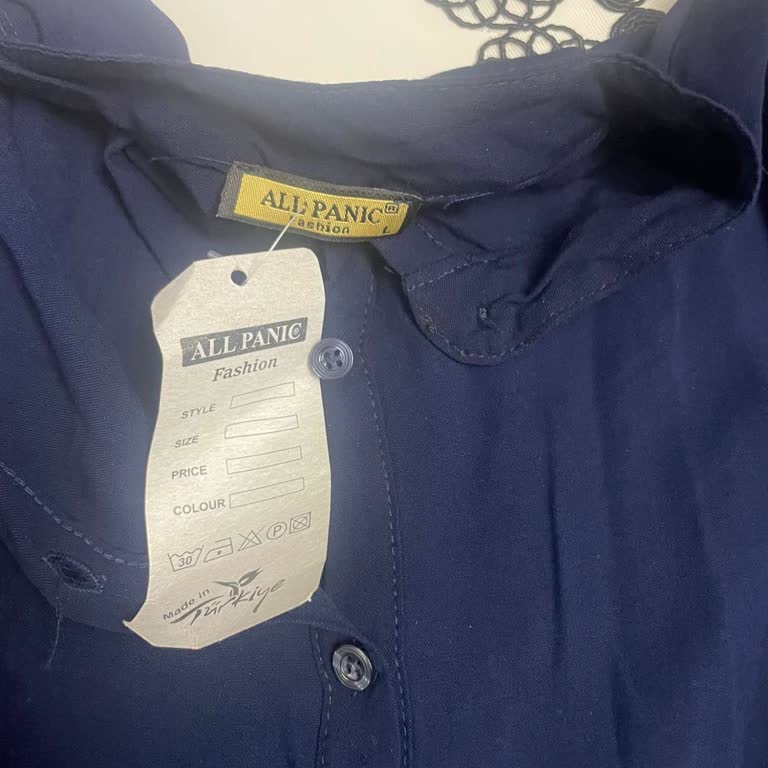 ALL PANIC®
Fashion L
ALL PANIC
Fashion
STYLE
SIZE
PRICE
COLOUR
30 P
Made in
Türkiye